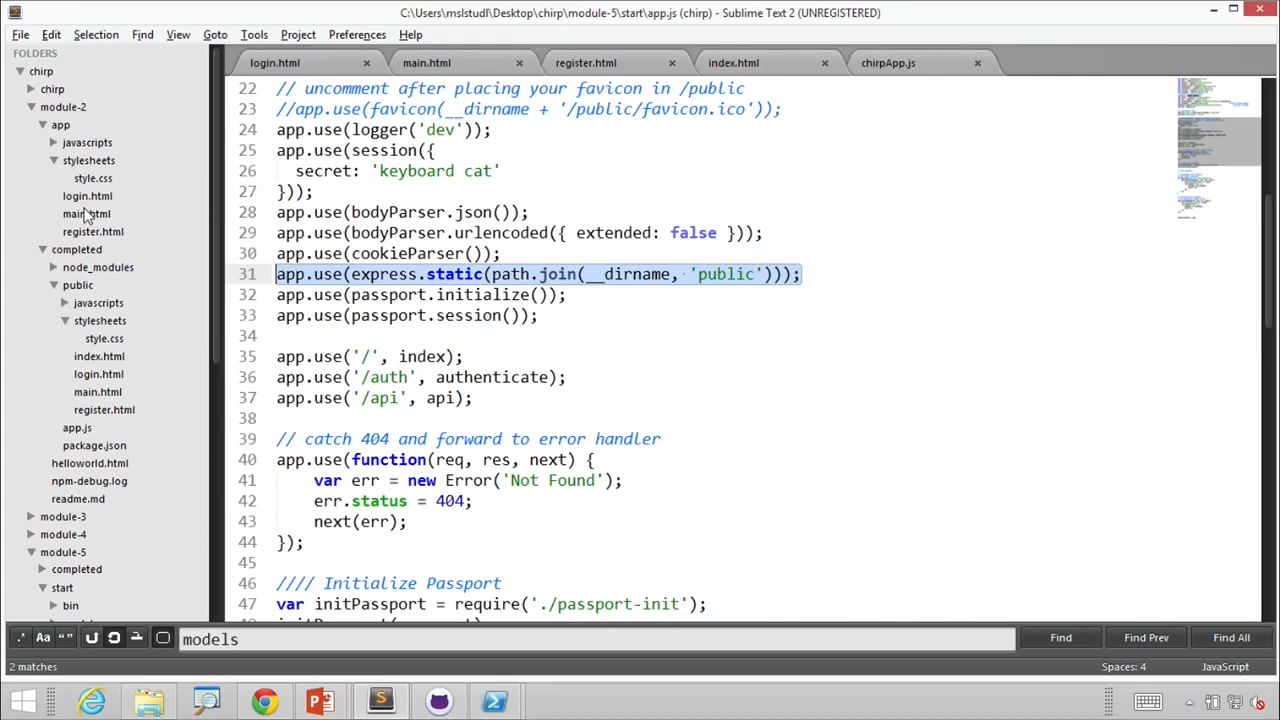 C:\Users\mslstudl\Desktop\chirp\module-5\start\app.js (chirp) - Sublime Text 2 (UNREGISTERED)
File Edit Selection Find View Goto Tools Project Preferences Help
FOLDERS
chirp
chirp
module-2
app
javascripts
stylesheets
style.css
login.html
main.html
register.html
completed
node_modules
public
javascripts
stylesheets
style.css
index.html
login.html
main.html
register.html
app.js
package.json
helloworld.html
npm-debug.log
readme.md
module-3
module-4
module-5
completed
start
bin
login.html × main.html × register.html × index.html × chirpApp.js ×
22 // uncomment after placing your favicon in /public
23 //app.use(favicon(__dirname + '/public/favicon.ico'));
24 app.use(logger('dev'));
25 app.use(session({
26 secret: 'keyboard cat'
27 }));
28 app.use(bodyParser.json());
29 app.use(bodyParser.urlencoded({ extended: false }));
30 app.use(cookieParser());
31 app.use(express.static(path.join(__dirname, 'public')));
32 app.use(passport.initialize());
33 app.use(passport.session());
34
35 app.use('/', index);
36 app.use('/auth', authenticate);
37 app.use('/api', api);
38
39 // catch 404 and forward to error handler
40 app.use(function(req, res, next) {
41 var err = new Error('Not Found');
42 err.status = 404;
43 next(err);
44 });
45
46 //// Initialize Passport
47 var initPassport = require('./passport-init');
.* Aa “ ” models Find Find Prev Find All
2 matches Spaces: 4 JavaScript